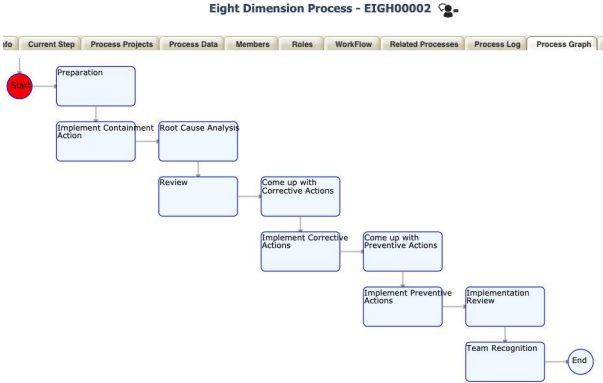 Eight Dimension Process - EIGH00002
nfo Current Step Process Projects Process Data Members Roles WorkFlow Related Processes Process Log Process Graph
Start
Preparation
Implement Containment
Action
Root Cause Analysis
Review
Come up with
Corrective Actions
Implement Corrective
Actions
Come up with
Preventive Actions
Implement Preventive
Actions
Implementation
Review
Team Recognition
End